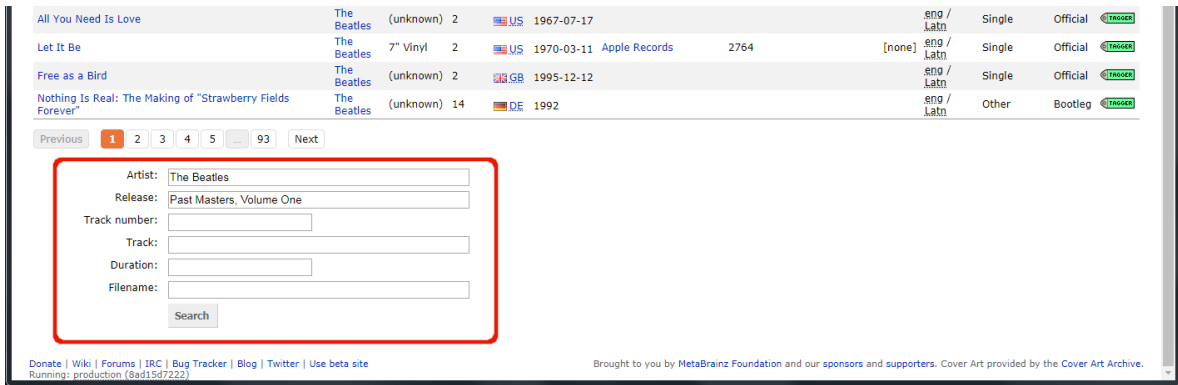 All You Need Is Love The Beatles (unknown) 2 US 1967-07-17 eng / Latn Single Official TAGGER
Let It Be The Beatles 7" Vinyl 2 US 1970-03-11 Apple Records 2764 [none] eng / Latn Single Official TAGGER
Free as a Bird The Beatles (unknown) 2 GB 1995-12-12 eng / Latn Single Official TAGGER
Nothing Is Real: The Making of "Strawberry Fields Forever" The Beatles (unknown) 14 DE 1992 eng / Latn Other Bootleg TAGGER
Previous 1 2 3 4 5 ... 93 Next
Artist: The Beatles
Release: Past Masters, Volume One
Track number:
Track:
Duration:
Filename:
Search
Donate | Wiki | Forums | IRC | Bug Tracker | Blog | Twitter | Use beta site Brought to you by MetaBrainz Foundation and our sponsors and supporters. Cover Art provided by the Cover Art Archive.
Running: production (8ad15d7222)